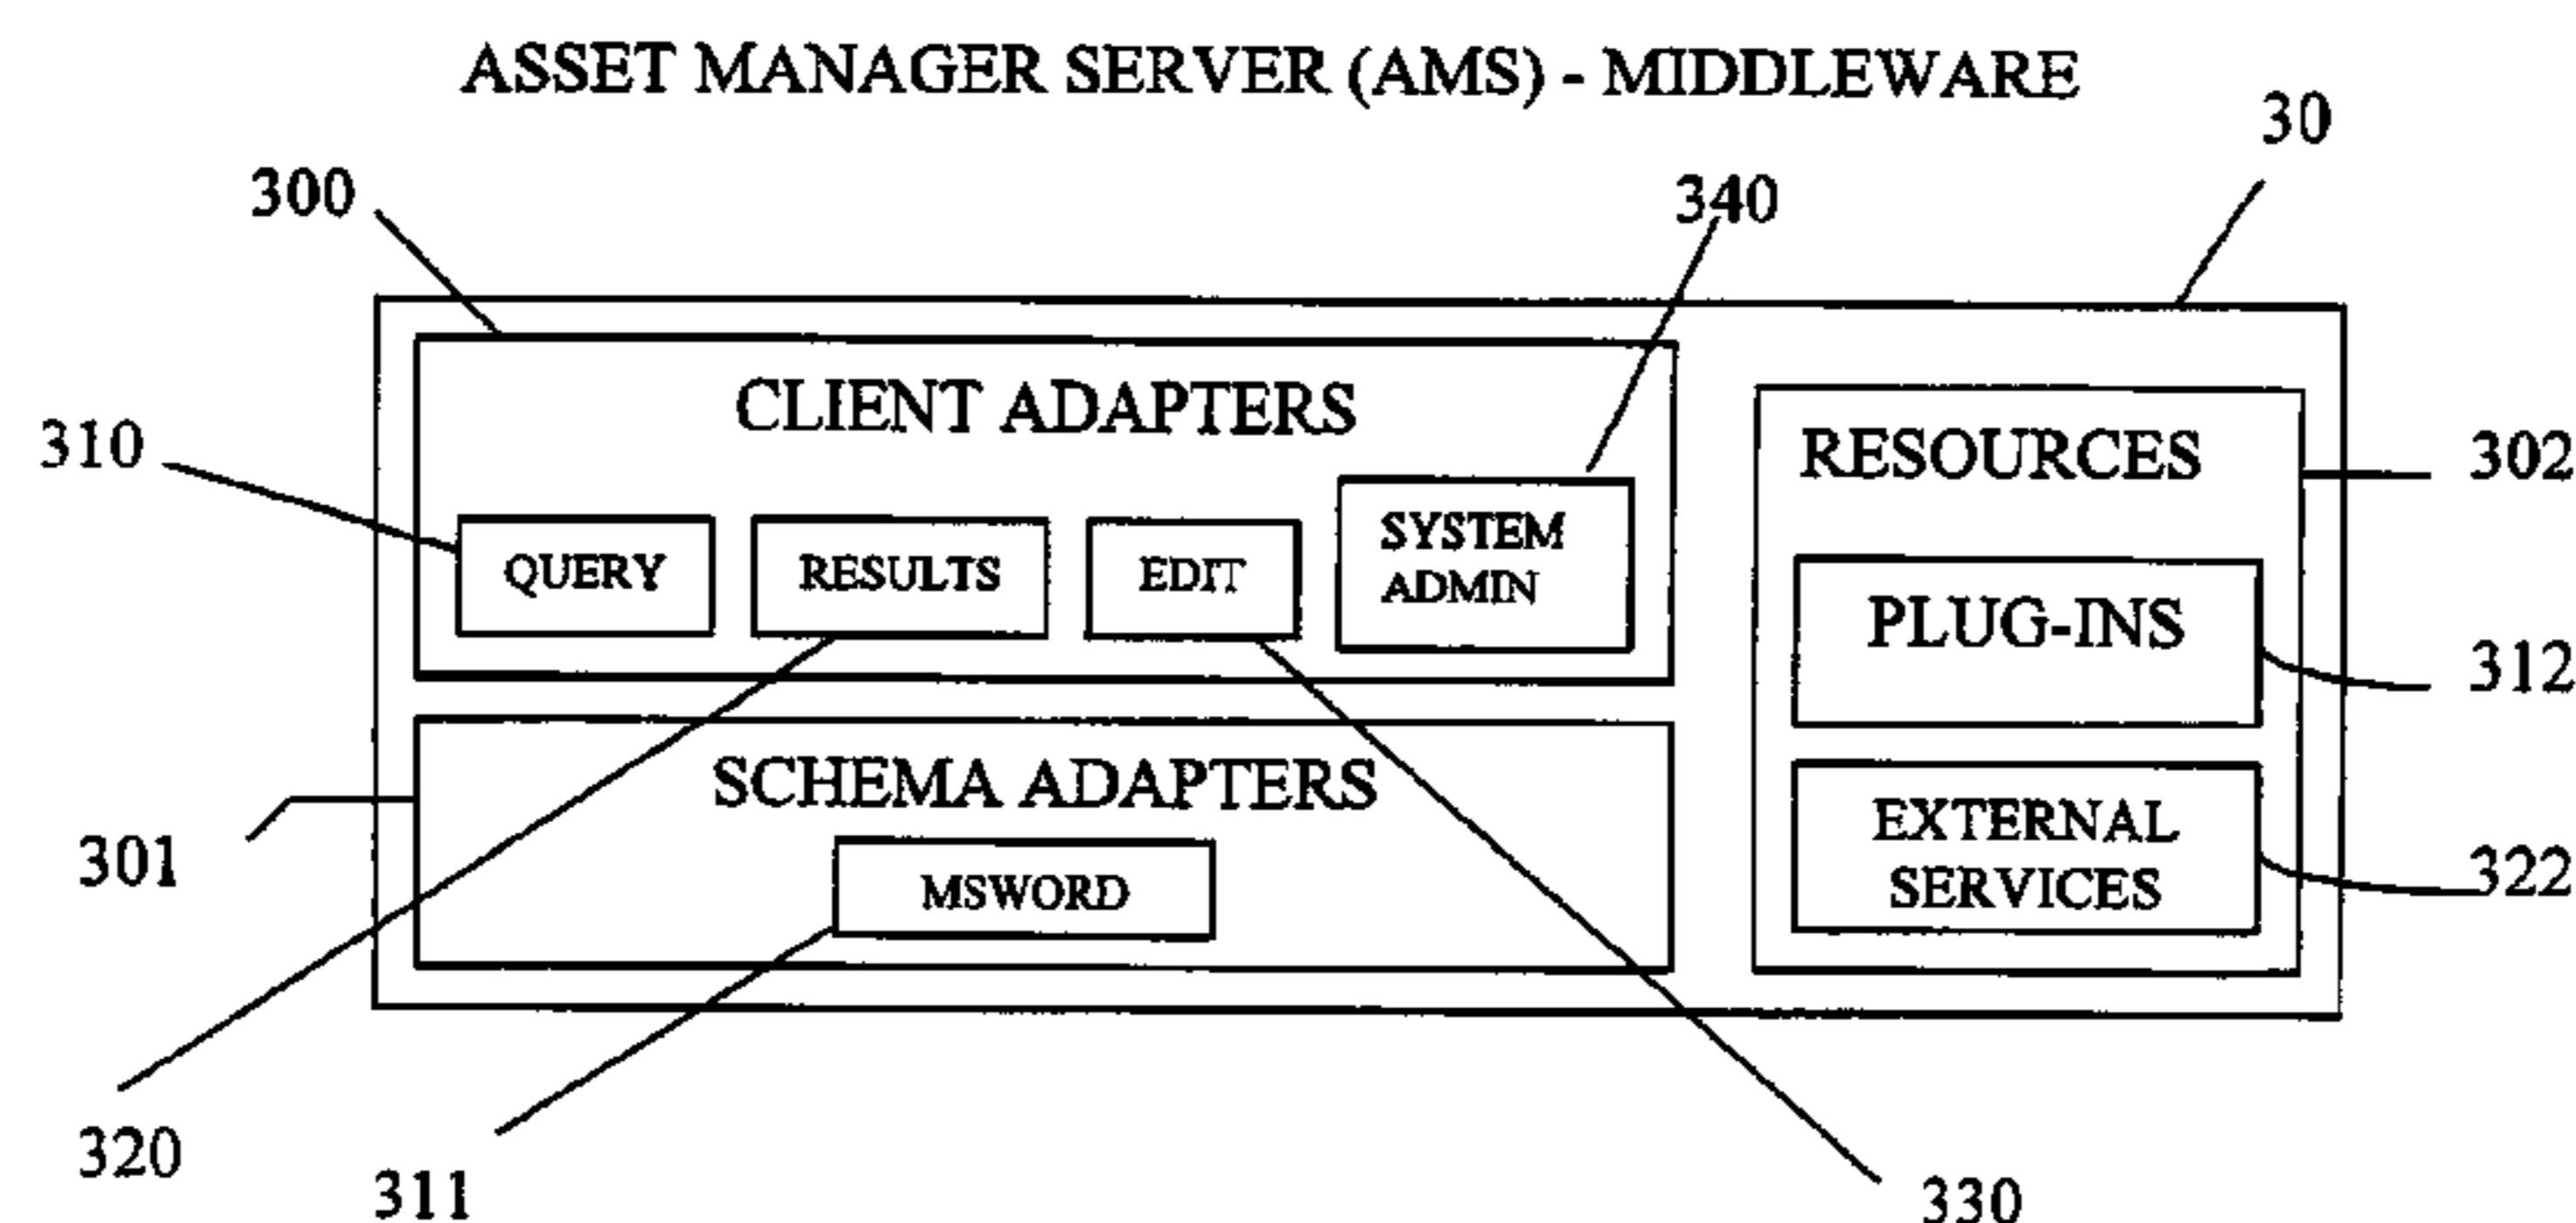 ASSET MANAGER SERVER (AMS) - MIDDLEWARE
30
300
340
CLIENT ADAPTERS
310
QUERY
RESULTS
EDIT
SYSTEM
ADMIN
RESOURCES
302
PLUG-INS
312
SCHEMA ADAPTERS
301
MSWORD
EXTERNAL
SERVICES
322
320
311
330